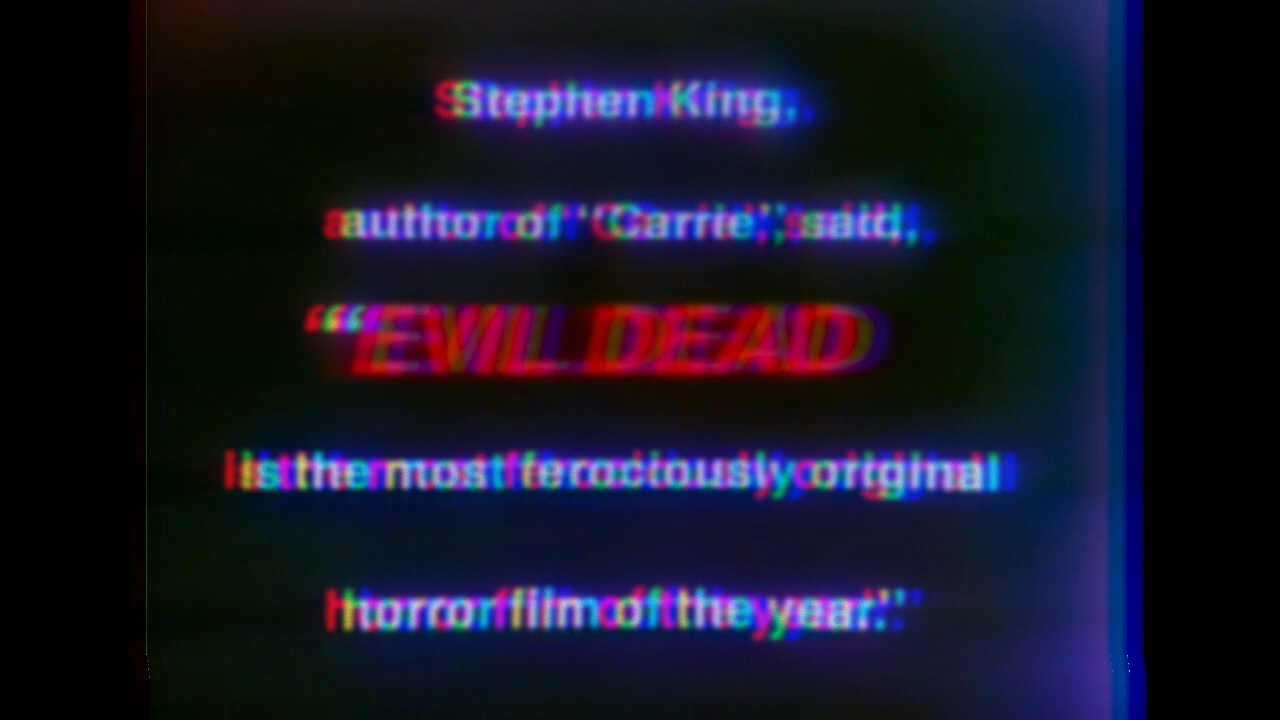 Stephen King,
author of "Carrie," said,
"EVIL DEAD
is the most ferociously original
horror film of the year."